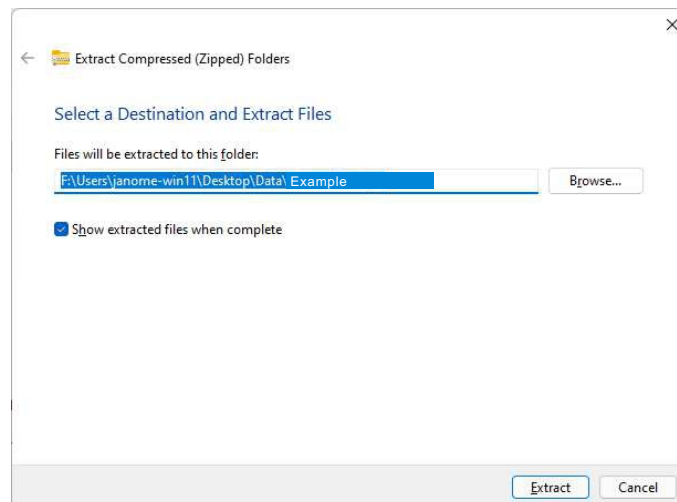 Extract Compressed (Zipped) Folders
Select a Destination and Extract Files
Files will be extracted to this folder:
F:\Users\janome-win11\Desktop\Data\ Example
Browse...
Show extracted files when complete
Extract
Cancel